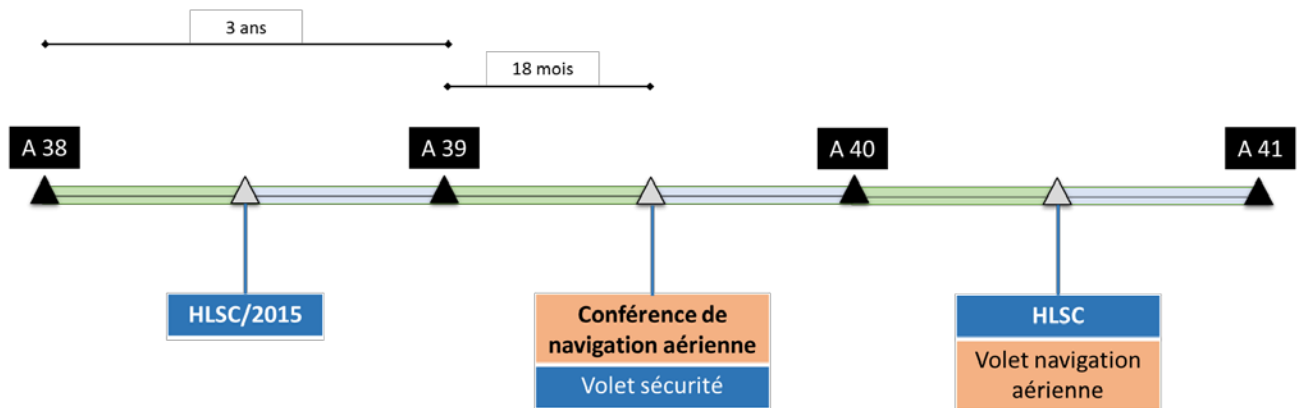 3 ans
18 mois
A 38
A 39
A 40
A 41
HLSC/2015
Conférence de
navigation aérienne
Volet sécurité
HLSC
Volet navigation
aérienne